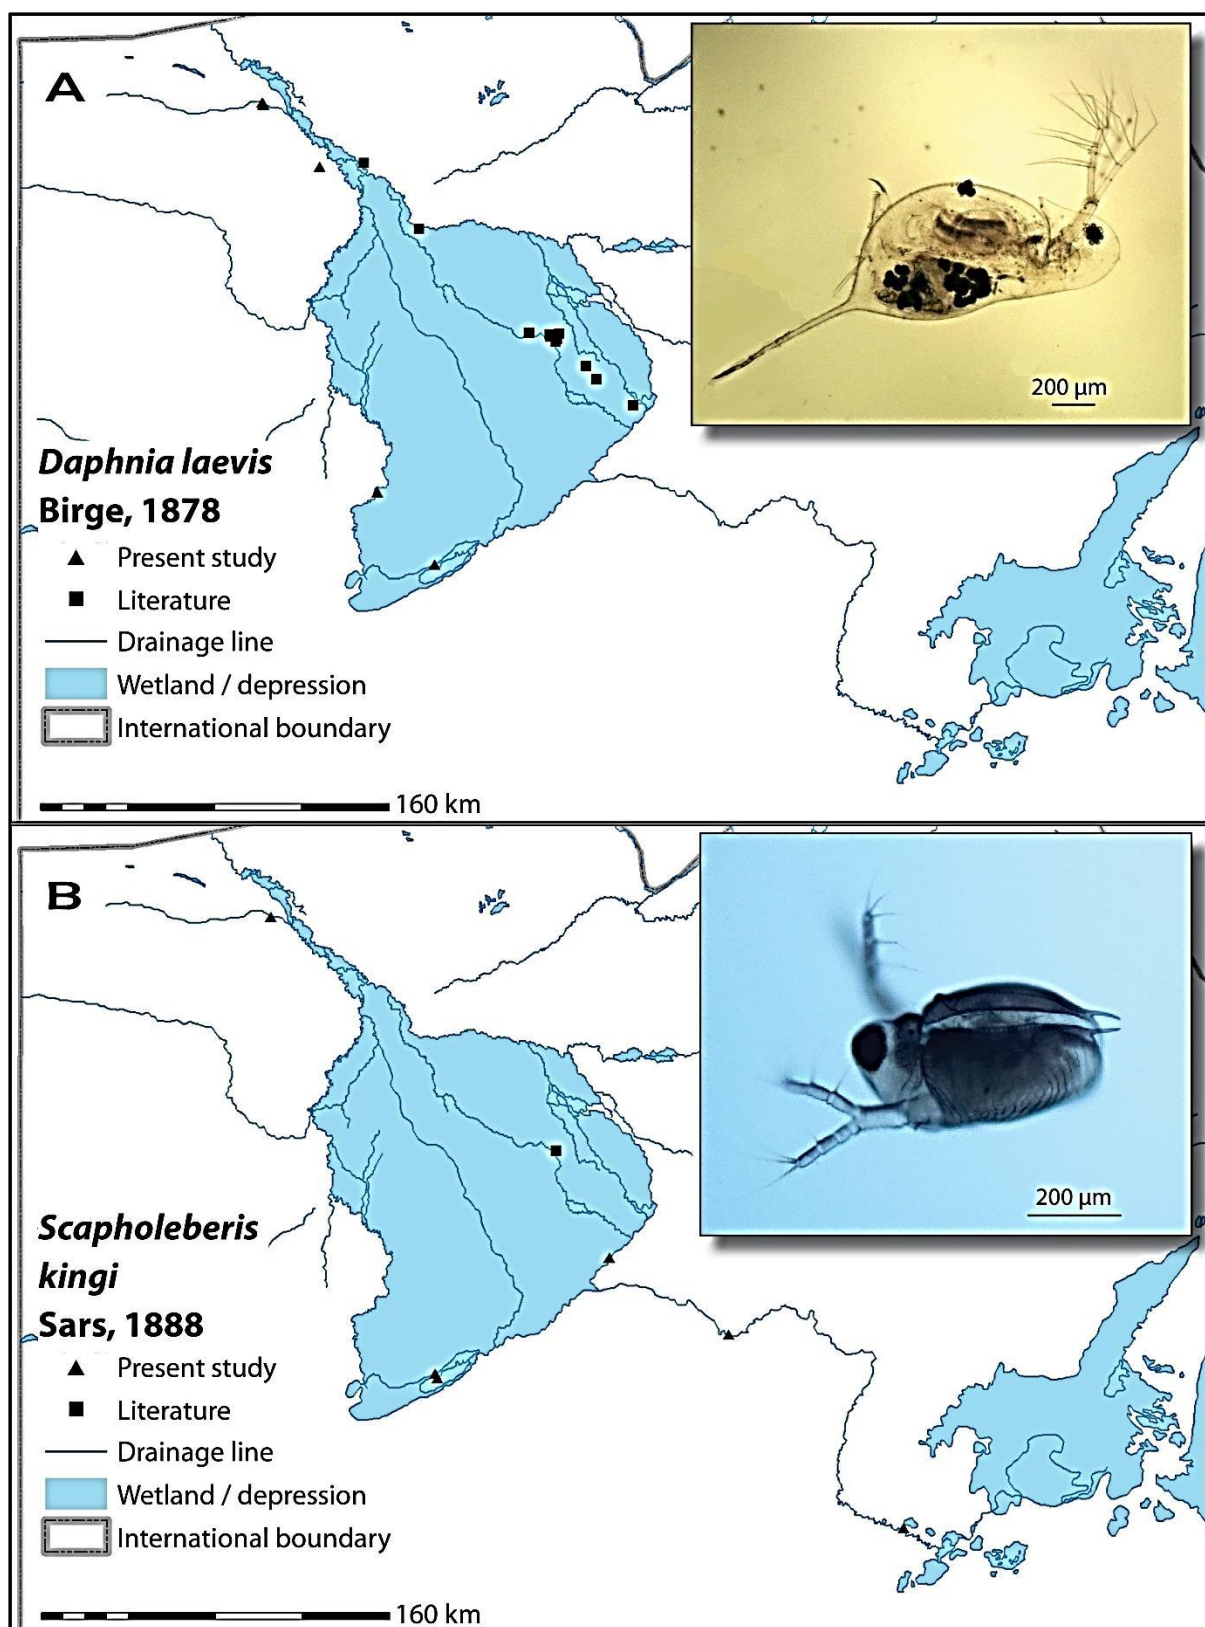 A
200 µm
Daphnia laevis
Birge, 1878
Present study
Literature
Drainage line
Wetland / depression
International boundary
160 km
B
200 µm
Scapholeberis
kingi
Sars, 1888
Present study
Literature
Drainage line
Wetland / depression
International boundary
160 km